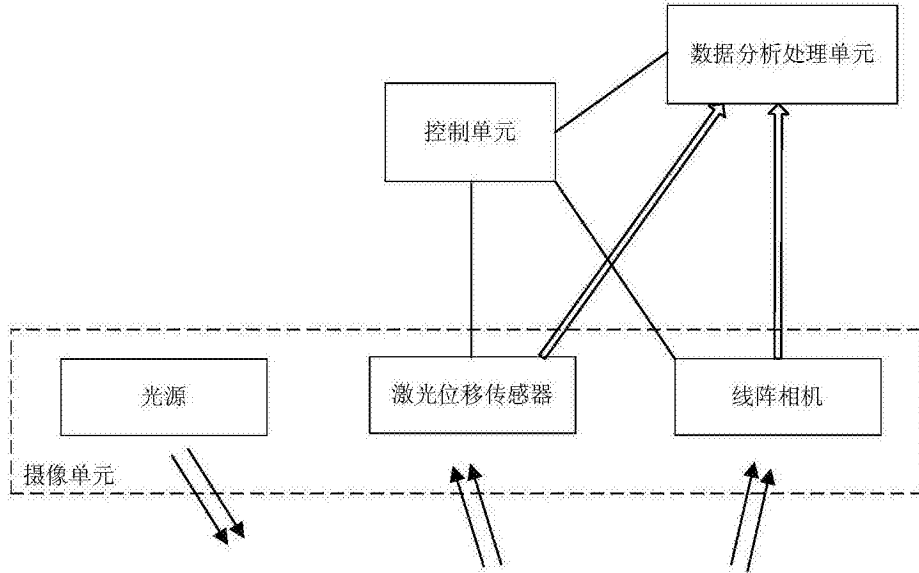 数据分析处理单元
控制单元
光源
激光位移传感器
线阵相机
摄像单元